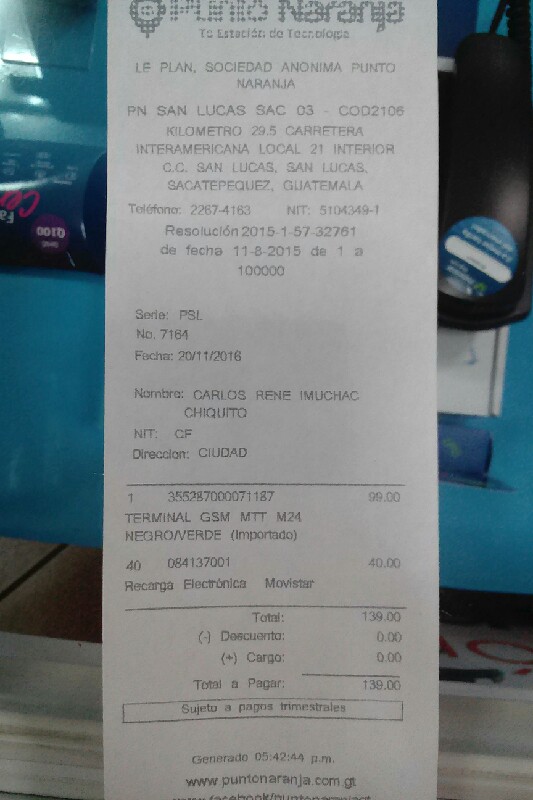 Punto Naranja
Tu Estación de Tecnología
LE PLAN, SOCIEDAD ANONIMA PUNTO
NARANJA
PN SAN LUCAS SAC 03 - COD2106
KILOMETRO 29.5 CARRETERA
INTERAMERICANA LOCAL 21 INTERIOR
C.C. SAN LUCAS, SAN LUCAS,
SACATEPEQUEZ, GUATEMALA
Teléfono: 2267-4163 NIT: 5104349-1
Resolución 2015-1-57-32761
de fecha 11-8-2015 de 1 a
100000
Serie: PSL
No. 7164
Fecha: 20/11/2016
Nombre: CARLOS RENE IMUCHAC
CHIQUITO
NIT: CF
Direccion: CIUDAD
1 355287000071187 99.00
TERMINAL GSM MTT M24
NEGRO/VERDE (Importado)
40 084137001 40.00
Recarga Electrónica Movistar
Total: 139.00
(-) Descuento: 0.00
(+) Cargo: 0.00
Total a Pagar: 139.00
Sujeto a pagos trimestrales
Generado 05:42:44 p.m.
www.puntonaranja.com.gt
Q100